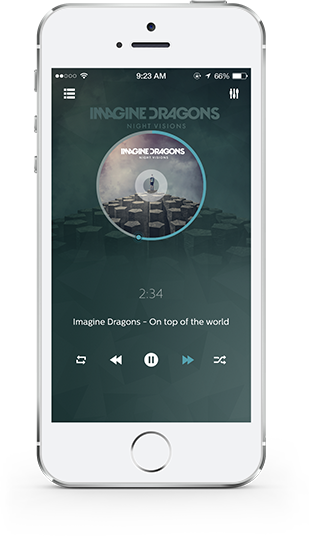 9:23 AM
66%
IMAGINE DRAGONS
NIGHT VISIONS
IMAGINE DRAGONS
NIGHT VISIONS
2:34
Imagine Dragons - On top of the world